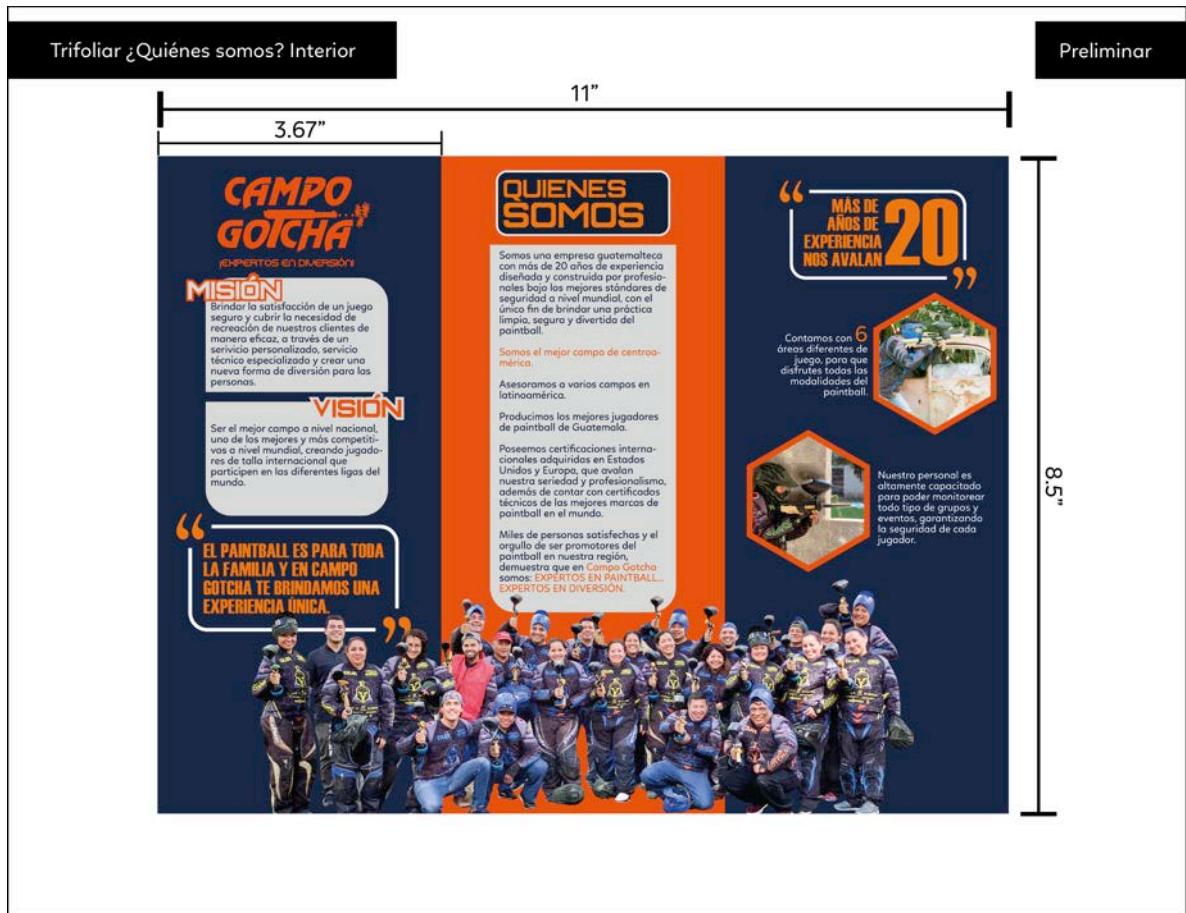 Trifoliar ¿Quiénes somos? Interior
Preliminar
11”
3.67”
8.5”
CAMPO
GOTCHA
¡EXPERTOS EN DIVERSIÓN!
MISIÓN
Brindar la satisfacción de un juego
seguro y cubrir la necesidad de
recreación de nuestros clientes de
manera eficaz, a través de un
serivicio personalizado, servicio
técnico especializado y crear una
nueva forma de diversión para las
personas.
VISIÓN
Ser el mejor campo a nivel nacional,
uno de los mejores y más competiti-
vos a nivel mundial, creando jugado-
res de talla internacional que
participen en las diferentes ligas del
mundo.
“
EL PAINTBALL ES PARA TODA
LA FAMILIA Y EN CAMPO
GOTCHA TE BRINDAMOS UNA
EXPERIENCIA ÚNICA.
”
QUIENES
SOMOS
Somos una empresa guatemalteca
con más de 20 años de experiencia
diseñada y construida por profesio-
nales bajo los mejores stándares de
seguridad a nivel mundial, con el
único fin de brindar una práctica
limpia, segura y divertida del
paintball.
Somos el mejor campo de centroa-
mérica.
Asesoramos a varios campos en
latinoamérica.
Producimos los mejores jugadores
de paintball de Guatemala.
Poseemos certificaciones interna-
cionales adquiridas en Estados
Unidos y Europa, que avalan
nuestra seriedad y profesionalismo,
además de contar con certificados
técnicos de las mejores marcas de
paintball en el mundo.
Miles de personas satisfechas y el
orgullo de ser promotores del
paintball en nuestra región,
demuestra que en Campo Gotcha
somos: EXPERTOS EN PAINTBALL...
EXPERTOS EN DIVERSIÓN.
“
MÁS DE 20
AÑOS DE
EXPERIENCIA
NOS AVALAN
”
Contamos con 6
áreas diferentes de
juego, para que
disfrutes todas las
modalidades del
paintball.
Nuestro personal es
altamente capacitado
para poder monitorear
todo tipo de grupos y
eventos, garantizando
la seguridad de cada
jugador.